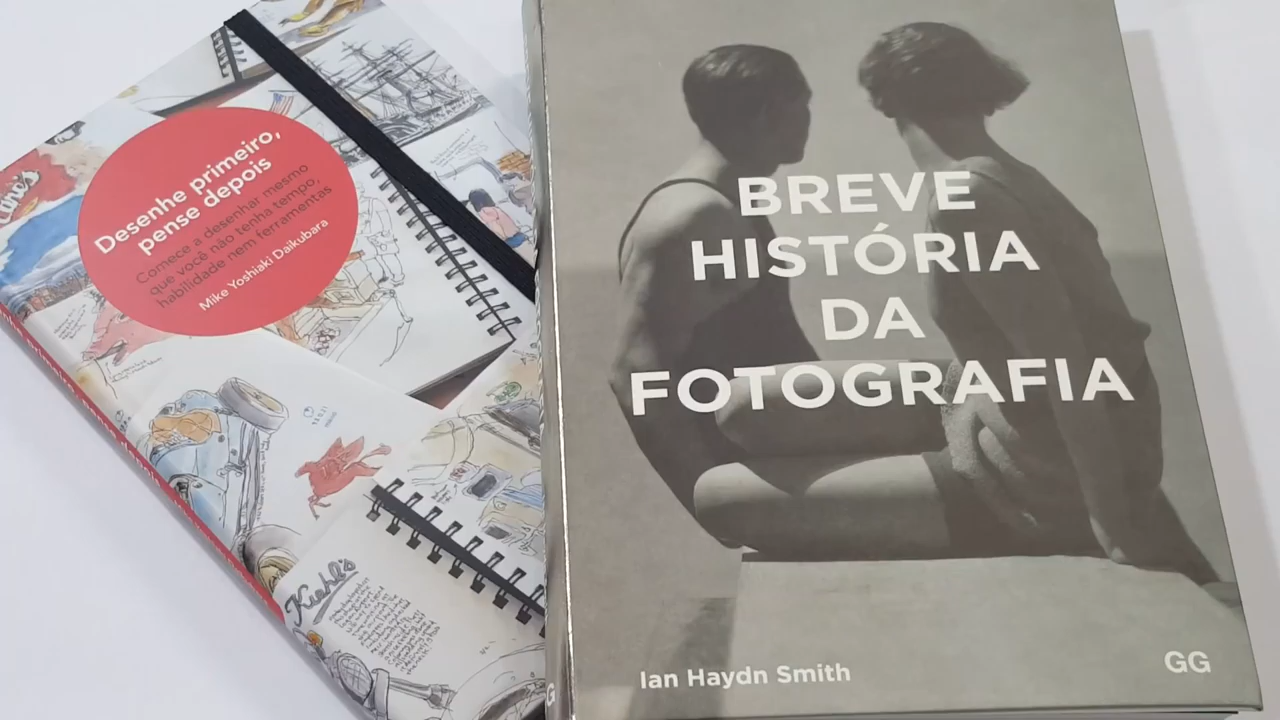 Desenhe primeiro,
pense depois
Comece a desenhar mesmo
que você não tenha tempo,
habilidade nem ferramentas
Mike Yoshiaki Daikubara
Kiehl's
BREVE
HISTÓRIA
DA
FOTOGRAFIA
Ian Haydn Smith
GG